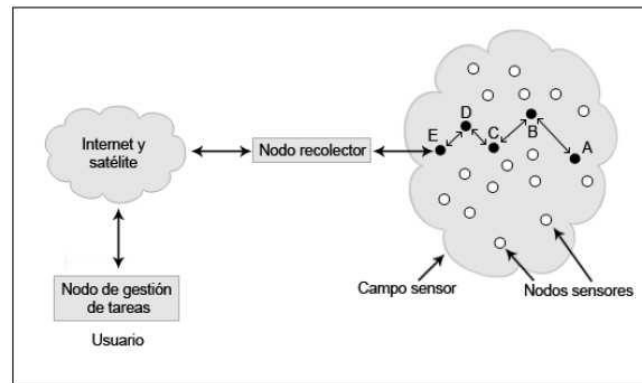 Internet y
satélite
Nodo recolector
E
D
C
B
A
Nodo de gestión
de tareas
Usuario
Campo sensor
Nodos sensores